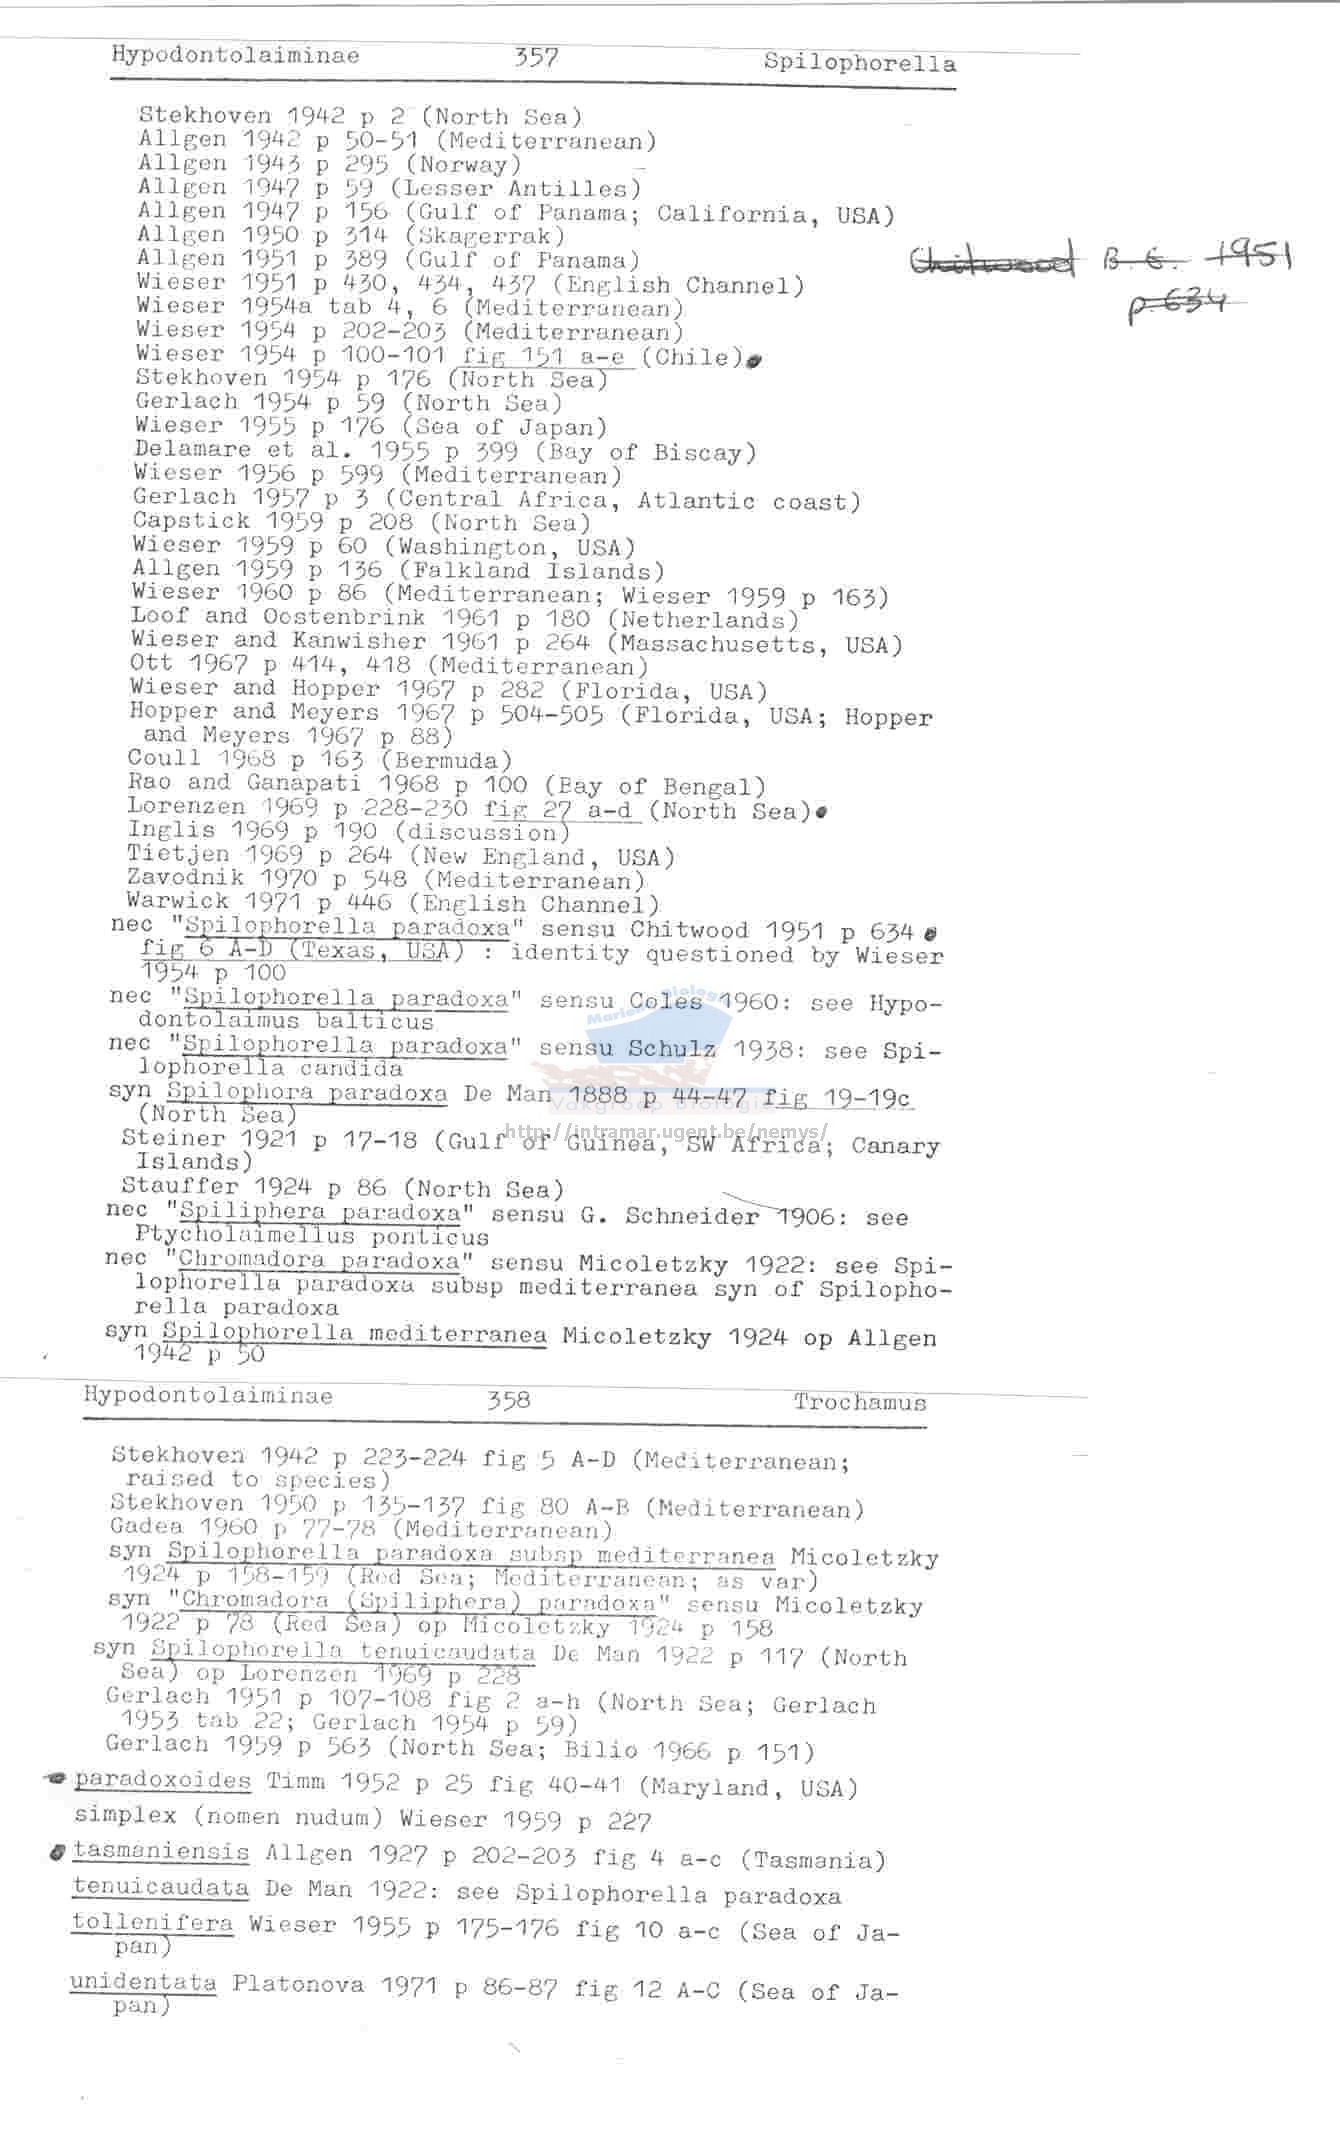 Hypodontolaiminae 357 Spilophorella
Stekhoven 1942 p 2 (North Sea)
Allgen 1942 p 50-51 (Mediterranean)
Allgen 1943 p 295 (Norway)
Allgen 1947 p 59 (Lesser Antilles)
Allgen 1947 p 156 (Gulf of Panama; California, USA)
Allgen 1950 p 314 (Skagerrak)
Allgen 1951 p 389 (Gulf of Panama)
Chitwood B. G. 1951
p 634
Wieser 1951 p 430, 434, 437 (English Channel)
Wieser 1954a tab 4, 6 (Mediterranean)
Wieser 1954 p 202-203 (Mediterranean)
Wieser 1954 p 100-101 fig 151 a-e (Chile)
Stekhoven 1954 p 176 (North Sea)
Gerlach 1954 p 59 (North Sea)
Wieser 1955 p 176 (Sea of Japan)
Delamare et al. 1955 p 399 (Bay of Biscay)
Wieser 1956 p 599 (Mediterranean)
Gerlach 1957 p 3 (Central Africa, Atlantic coast)
Capstick 1959 p 208 (North Sea)
Wieser 1959 p 60 (Washington, USA)
Allgen 1959 p 136 (Falkland Islands)
Wieser 1960 p 86 (Mediterranean; Wieser 1959 p 163)
Loof and Oostenbrink 1961 p 180 (Netherlands)
Wieser and Kanwisher 1961 p 264 (Massachusetts, USA)
Ott 1967 p 414, 418 (Mediterranean)
Wieser and Hopper 1967 p 282 (Florida, USA)
Hopper and Meyers 1967 p 504-505 (Florida, USA; Hopper
and Meyers 1967 p 88)
Coull 1968 p 163 (Bermuda)
Rao and Ganapati 1968 p 100 (Bay of Bengal)
Lorenzen 1969 p 228-230 fig 27 a-d (North Sea)
Inglis 1969 p 190 (discussion)
Tietjen 1969 p 264 (New England, USA)
Zavodnik 1970 p 548 (Mediterranean)
Warwick 1971 p 446 (English Channel)
nec "Spilophorella paradoxa" sensu Chitwood 1951 p 634
fig 6 A-D (Texas, USA) : identity questioned by Wieser
1954 p 100
nec "Spilophorella paradoxa" sensu Coles 1960: see Hypo-
dontolaimus balticus
nec "Spilophorella paradoxa" sensu Schulz 1938: see Spi-
lophorella candida
syn Spilophora paradoxa De Man 1888 p 44-47 fig 19-19c
(North Sea)
Mariene Biologie
Vakgroep Biologie
http://intramar.ugent.be/nemys/
Steiner 1921 p 17-18 (Gulf of Guinea, SW Africa; Canary
Islands)
Stauffer 1924 p 86 (North Sea)
nec "Spiliphera paradoxa" sensu G. Schneider 1906: see
Ptycholaimellus ponticus
nec "Chromadora paradoxa" sensu Micoletzky 1922: see Spi-
lophorella paradoxa subsp mediterranea syn of Spilopho-
rella paradoxa
syn Spilophorella mediterranea Micoletzky 1924 op Allgen
1942 p 50
Hypodontolaiminae 358 Trochamus
Stekhoven 1942 p 223-224 fig 5 A-D (Mediterranean;
raised to species)
Stekhoven 1950 p 135-137 fig 80 A-B (Mediterranean)
Gadea 1960 p 77-78 (Mediterranean)
syn Spilophorella paradoxa subsp mediterranea Micoletzky
1924 p 158-159 (Red Sea; Mediterranean; as var)
syn "Chromadora (Spiliphera) paradoxa" sensu Micoletzky
1922 p 78 (Red Sea) op Micoletzky 1924 p 158
syn Spilophorella tenuicaudata De Man 1922 p 117 (North
Sea) op Lorenzen 1969 p 228
Gerlach 1951 p 107-108 fig 2 a-h (North Sea; Gerlach
1953 tab 22; Gerlach 1954 p 59)
Gerlach 1959 p 563 (North Sea; Bilio 1966 p 151)
paradoxoides Timm 1952 p 25 fig 40-41 (Maryland, USA)
simplex (nomen nudum) Wieser 1959 p 227
tasmaniensis Allgen 1927 p 202-203 fig 4 a-c (Tasmania)
tenuicaudata De Man 1922: see Spilophorella paradoxa
tollenifera Wieser 1955 p 175-176 fig 10 a-c (Sea of Ja-
pan)
unidentata Platonova 1971 p 86-87 fig 12 A-C (Sea of Ja-
pan)